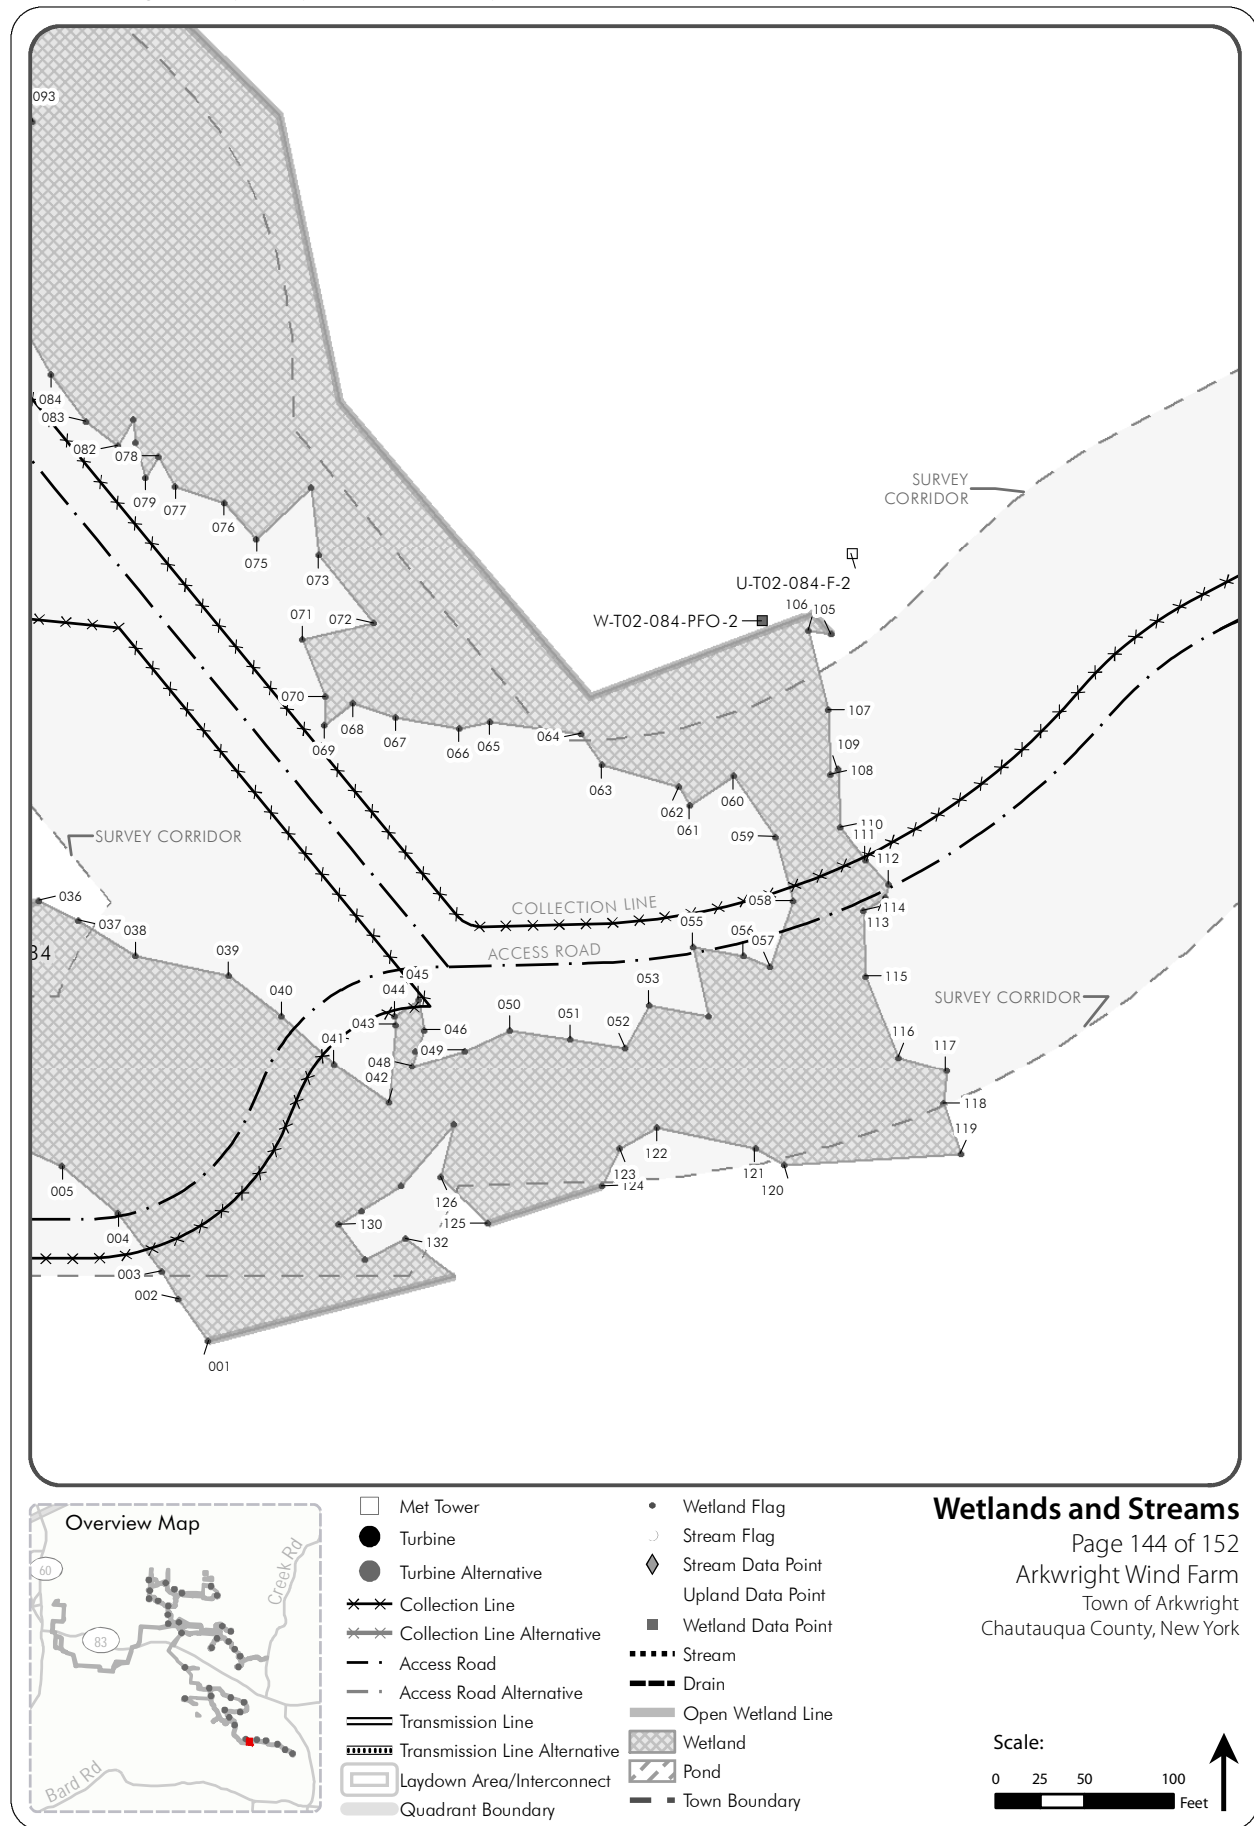 093
084
083
082
078
079
077
076
075
073
072
071
070
069
068
067
066
065
064
063
062
061
060
059
SURVEY
CORRIDOR
U-T02-084-F-2
W-T02-084-PFO-2
106
105
107
109
108
110
111
112
114
113
058
COLLECTION LINE
055
056
057
ACCESS ROAD
SURVEY CORRIDOR
036
037
038
34
039
040
045
044
043
041
042
046
048
049
050
051
052
053
115
SURVEY CORRIDOR
116
117
118
119
120
121
122
123
124
125
126
130
132
005
004
003
002
001
Overview Map
60
83
Creek Rd
Bard Rd
Met Tower
Turbine
Turbine Alternative
Collection Line
Collection Line Alternative
Access Road
Access Road Alternative
Transmission Line
Transmission Line Alternative
Laydown Area/Interconnect
Quadrant Boundary
Wetland Flag
Stream Flag
Stream Data Point
Upland Data Point
Wetland Data Point
Stream
Drain
Open Wetland Line
Wetland
Pond
Town Boundary
Wetlands and Streams
Page 144 of 152
Arkwright Wind Farm
Town of Arkwright
Chautauqua County, New York
Scale:
0 25 50 100
Feet